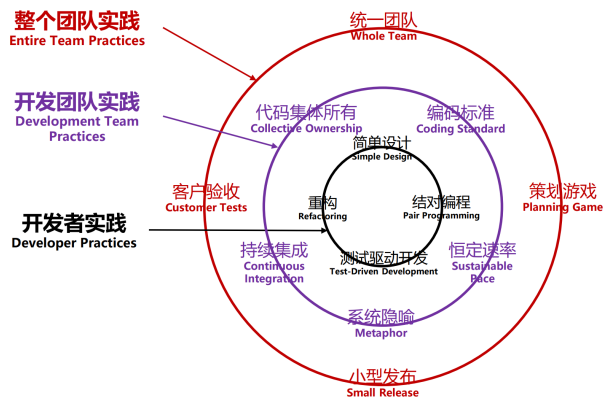 整个团队实践
Entire Team Practices
开发团队实践
Development Team
Practices
开发者实践
Developer Practices
统一团队
Whole Team
代码集体所有
Collective Ownership
编码标准
Coding Standard
简单设计
Simple Design
客户验收
Customer Tests
重构
Refactoring
结对编程
Pair Programming
策划游戏
Planning Game
持续集成
Continuous
Integration
测试驱动开发
Test-Driven Development
恒定速率
Sustainable
Pace
系统隐喻
Metaphor
小型发布
Small Release